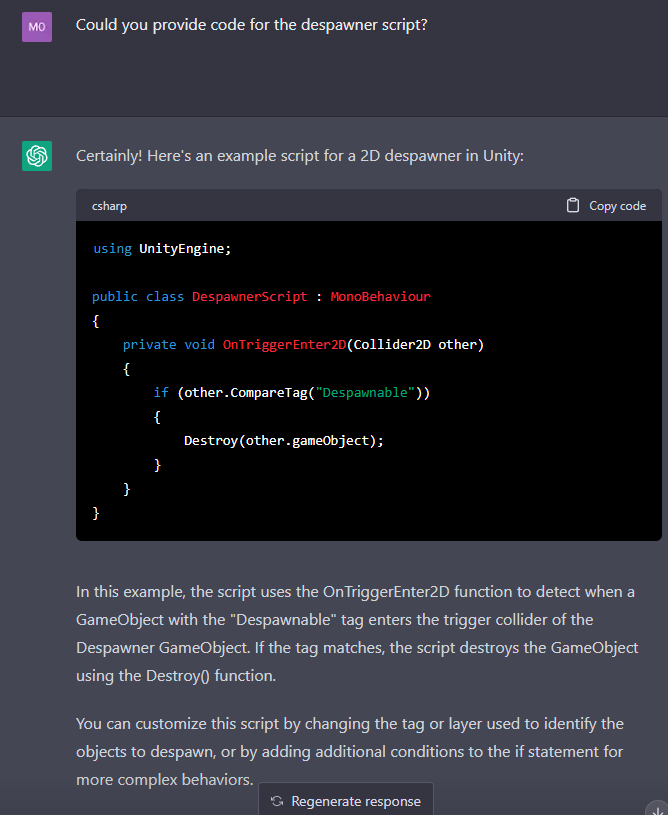 MO
Could you provide code for the despawner script?
Certainly! Here's an example script for a 2D despawner in Unity:
csharp
Copy code
using UnityEngine;
public class DespawnerScript : MonoBehaviour
{
private void OnTriggerEnter2D(Collider2D other)
{
if (other.CompareTag("Despawnable"))
{
Destroy(other.gameObject);
}
}
}
In this example, the script uses the OnTriggerEnter2D function to detect when a
GameObject with the "Despawnable" tag enters the trigger collider of the
Despawner GameObject. If the tag matches, the script destroys the GameObject
using the Destroy() function.
You can customize this script by changing the tag or layer used to identify the
objects to despawn, or by adding additional conditions to the if statement for
more complex behaviors.
Regenerate response